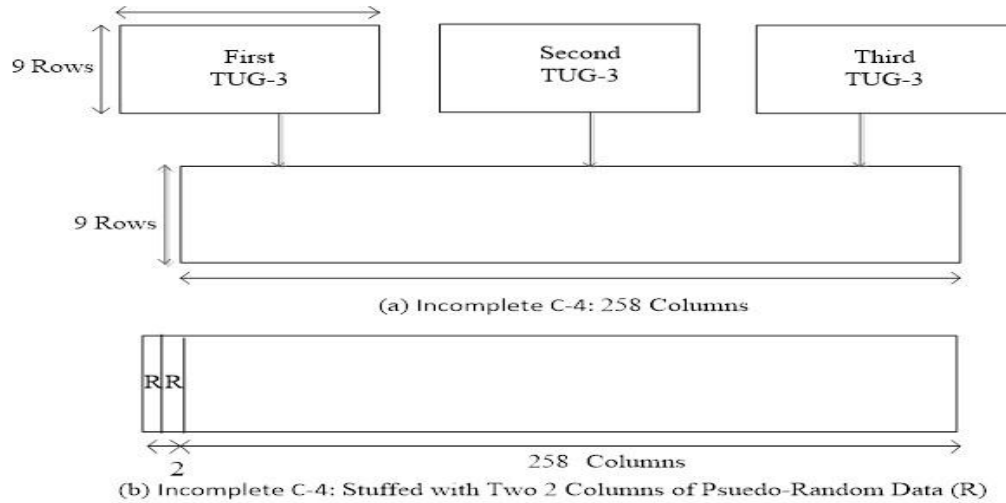 9 Rows
First
TUG-3
Second
TUG-3
Third
TUG-3
9 Rows
(a) Incomplete C-4: 258 Columns
R R
2
258 Columns
(b) Incomplete C-4: Stuffed with Two 2 Columns of Psuedo-Random Data (R)